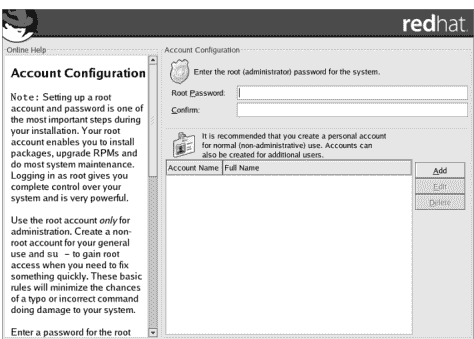 redhat.
Online Help
Account Configuration
Note: Setting up a root
account and password is one of
the most important steps during
your installation. Your root
account enables you to install
packages, upgrade RPMs and
do most system maintenance.
Logging in as root gives you
complete control over your
system and is very powerful.
Use the root account only for
administration. Create a non-
root account for your general
use and su - to gain root
access when you need to fix
something quickly. These basic
rules will minimize the chances
of a typo or incorrect command
doing damage to your system.
Enter a password for the root
Account Configuration
Enter the root (administrator) password for the system.
Root Password:
Confirm:
It is recommended that you create a personal account
for normal (non-administrative) use. Accounts can
also be created for additional users.
Account Name Full Name
Add
Edit
Delete